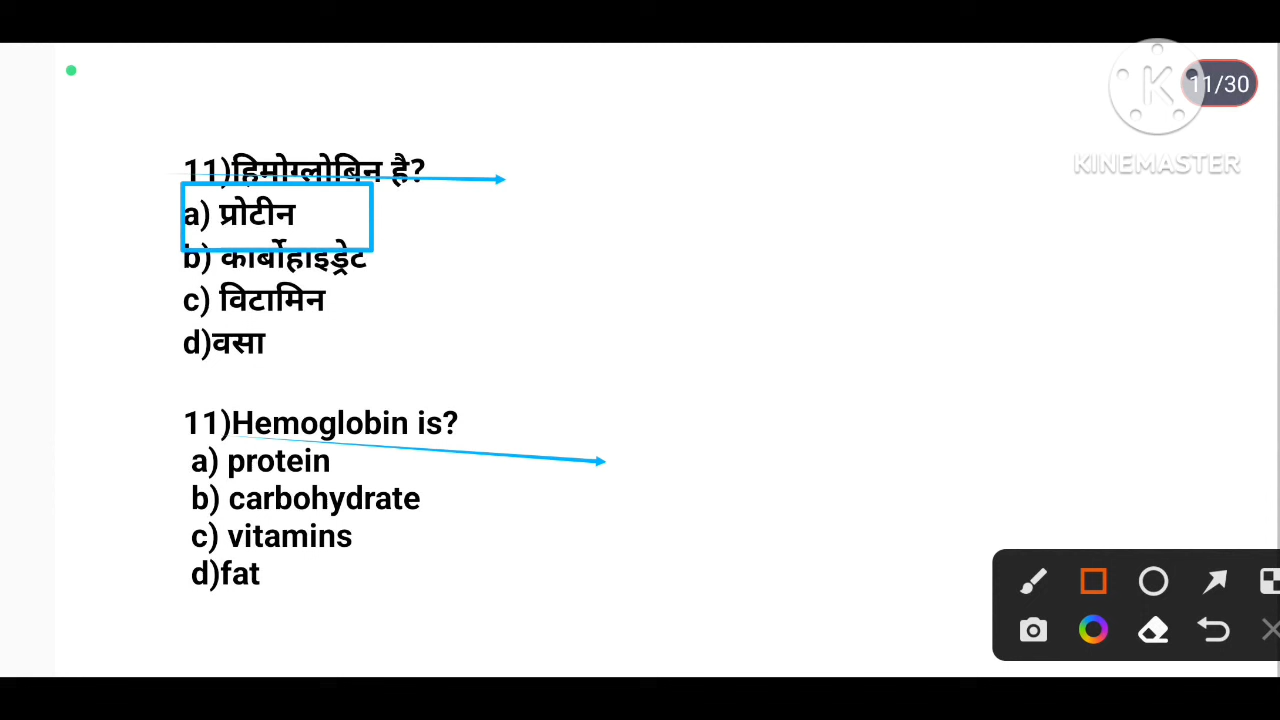 11/30
KINEMASTER
11)हिमोग्लोबिन है?
a) प्रोटीन
b) कार्बोहाइड्रेट
c) विटामिन
d)वसा
11)Hemoglobin is?
a) protein
b) carbohydrate
c) vitamins
d)fat